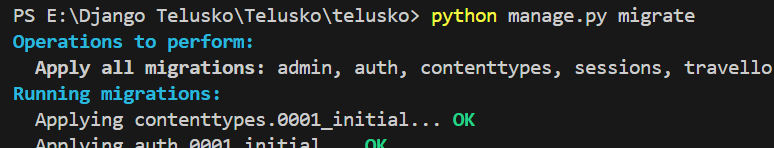 PS E:\Django Telusko\Telusko\telusko> python manage.py migrate
Operations to perform:
Apply all migrations: admin, auth, contenttypes, sessions, travello
Running migrations:
Applying contenttypes.0001_initial... OK
Applying auth.0001_initial... OK